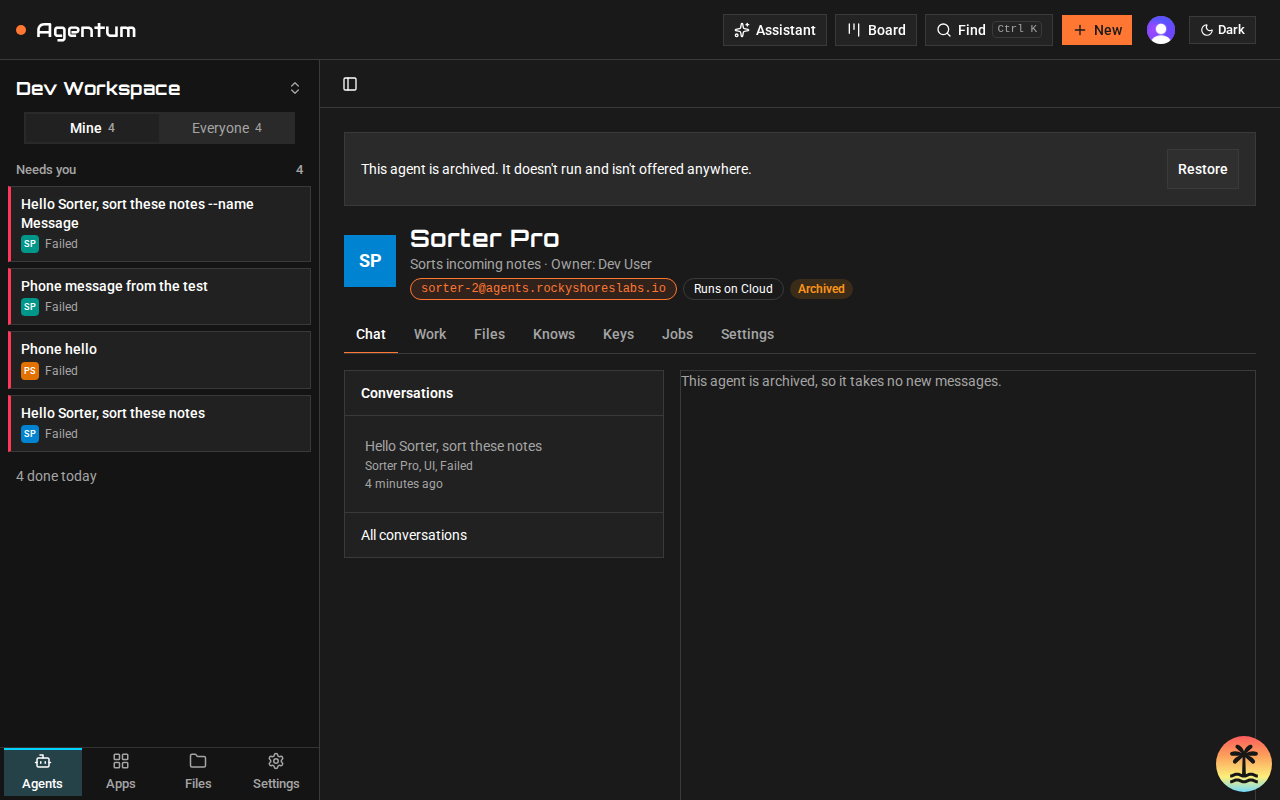 Agentum
Assistant
Board
Find Ctrl K
New
Dark
Dev Workspace
Mine 4
Everyone 4
Needs you 4
Hello Sorter, sort these notes --name
Message
SP Failed
Phone message from the test
SP Failed
Phone hello
PS Failed
Hello Sorter, sort these notes
SP Failed
4 done today
Agents
Apps
Files
Settings
This agent is archived. It doesn't run and isn't offered anywhere.
Restore
SP
Sorter Pro
Sorts incoming notes · Owner: Dev User
sorter-2@agents.rockyshoreslabs.io
Runs on Cloud
Archived
Chat
Work
Files
Knows
Keys
Jobs
Settings
Conversations
Hello Sorter, sort these notes
Sorter Pro, UI, Failed
4 minutes ago
All conversations
This agent is archived, so it takes no new messages.